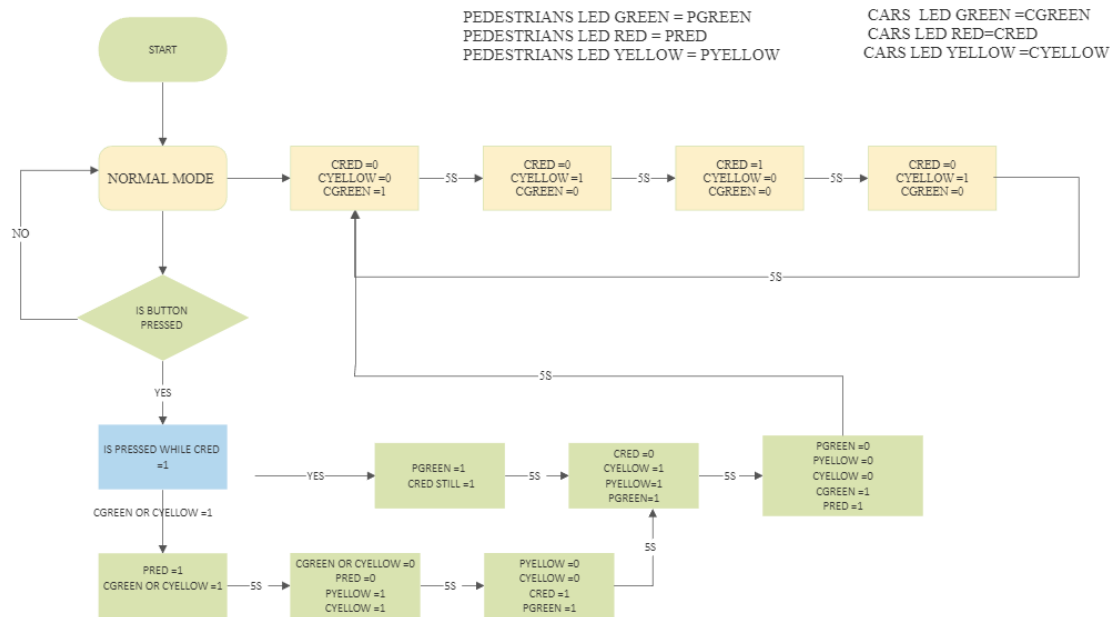 PEDESTRIANS LED GREEN = PGREEN
PEDESTRIANS LED RED = PRED
PEDESTRIANS LED YELLOW = PYELLOW
CARS LED GREEN =CGREEN
CARS LED RED=CRED
CARS LED YELLOW =CYELLOW
START
NORMAL MODE
CRED =0
CYELLOW =0
CGREEN =1
5S
CRED =0
CYELLOW =1
CGREEN =0
5S
CRED =1
CYELLOW =0
CGREEN =0
5S
CRED =0
CYELLOW =1
CGREEN =0
5S
NO
IS BUTTON
PRESSED
YES
5S
IS PRESSED WHILE CRED
=1
YES
PGREEN =1
CRED STILL =1
5S
CRED =0
CYELLOW =1
PYELLOW=1
PGREEN=1
5S
PGREEN =0
PYELLOW =0
CYELLOW =0
CGREEN =1
PRED =1
CGREEN OR CYELLOW =1
PRED =1
CGREEN OR CYELLOW =1
5S
CGREEN OR CYELLOW =0
PRED =0
PYELLOW =1
CYELLOW =1
5S
PYELLOW =0
CYELLOW =0
CRED =1
PGREEN =1
5S